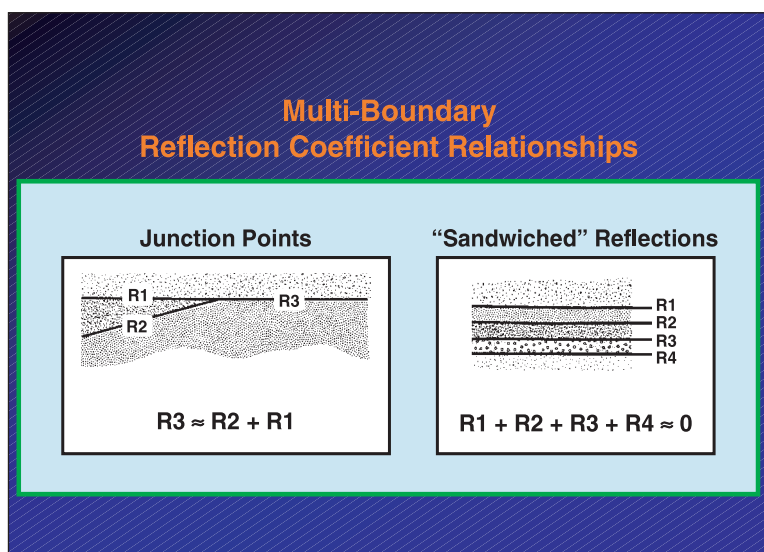 Multi-Boundary
Reflection Coefficient Relationships
Junction Points
R1
R3
R2
R3 ≈ R2 + R1
“Sandwiched” Reflections
R1
R2
R3
R4
R1 + R2 + R3 + R4 ≈ 0